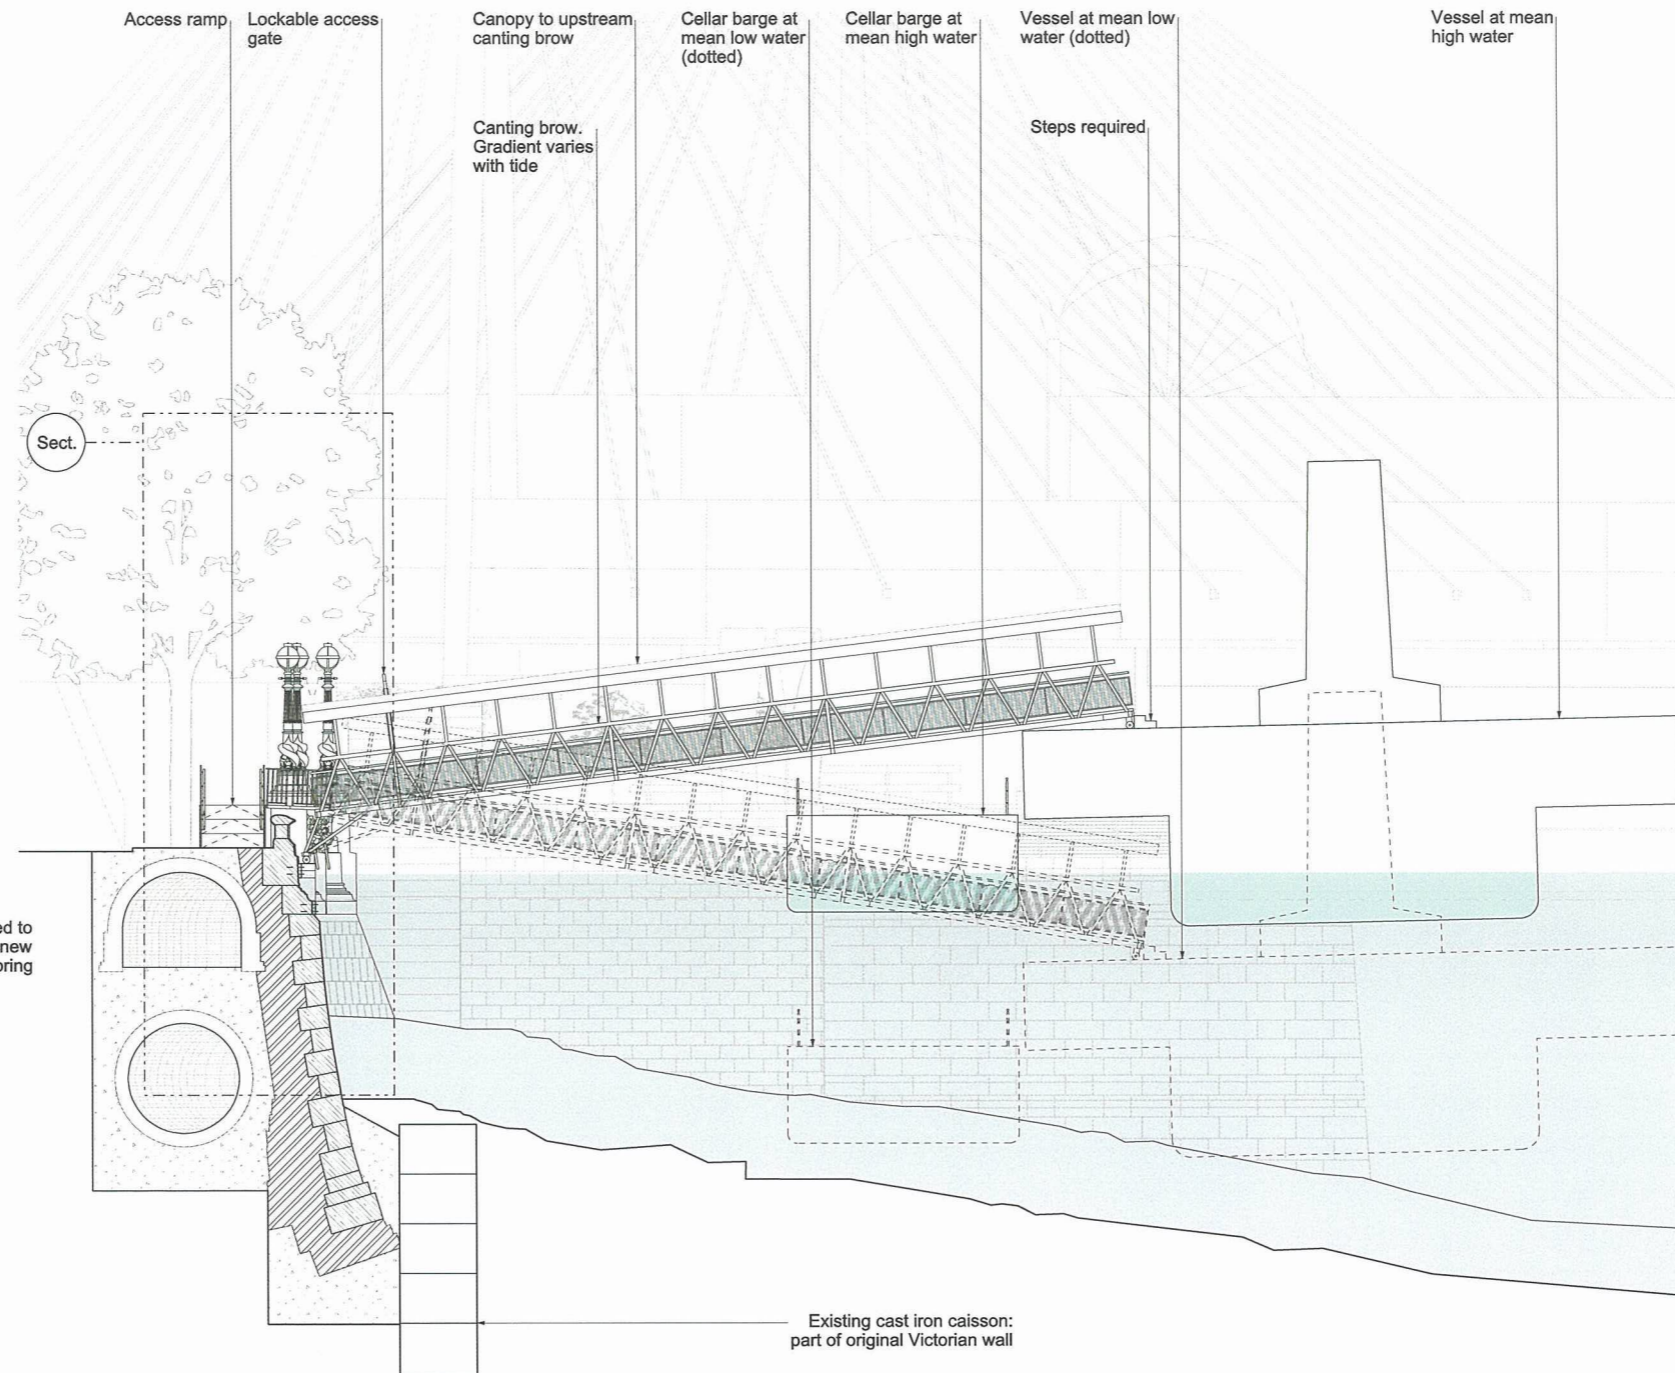 Access ramp
Lockable access
gate
Canopy to upstream
canting brow
Cellar barge at
mean low water
(dotted)
Cellar barge at
mean high water
Vessel at mean low
water (dotted)
Vessel at mean
high water
Canting brow.
Gradient varies
with tide
Steps required
Sect.
ed to
new
oring
Existing cast iron caisson:
part of original Victorian wall